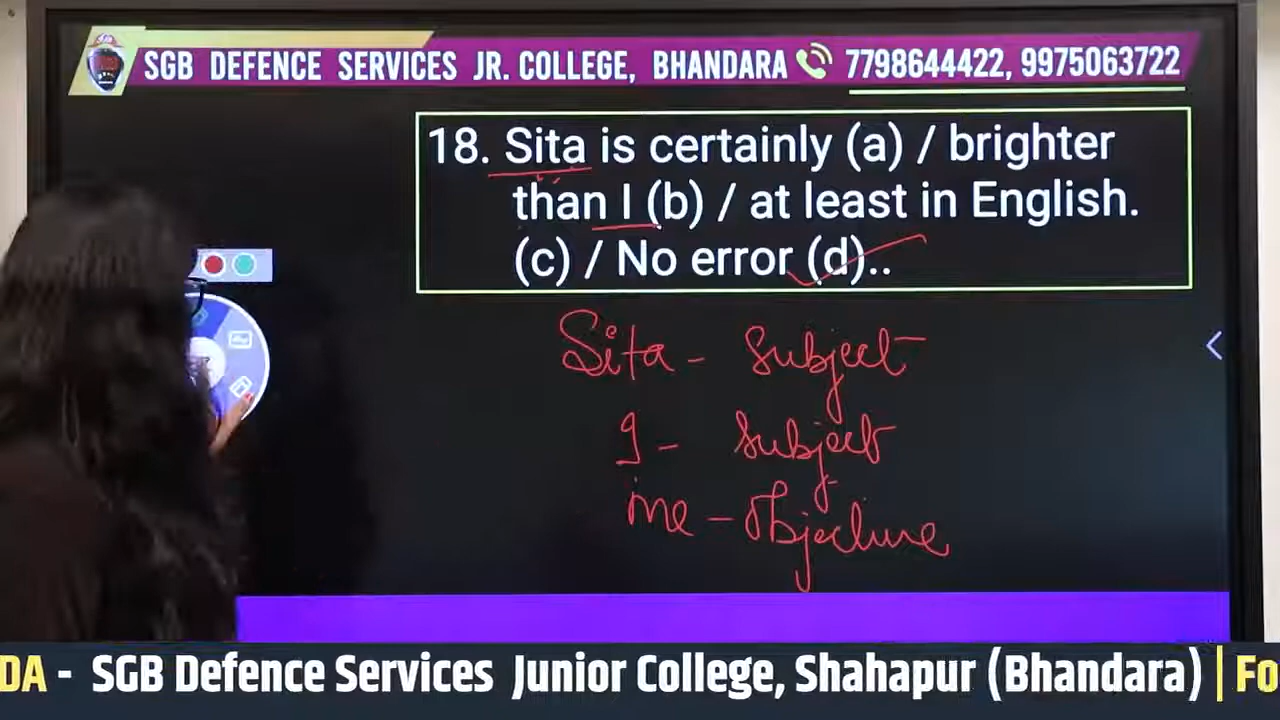 SGB DEFENCE SERVICES JR. COLLEGE, BHANDARA 7798644422, 9975063722
18. Sita is certainly (a) / brighter
than I (b) / at least in English.
(c) / No error (d)..
Sita - Subject
I - Subject
me - Objective
DA - SGB Defence Services Junior College, Shahapur (Bhandara) | Fo